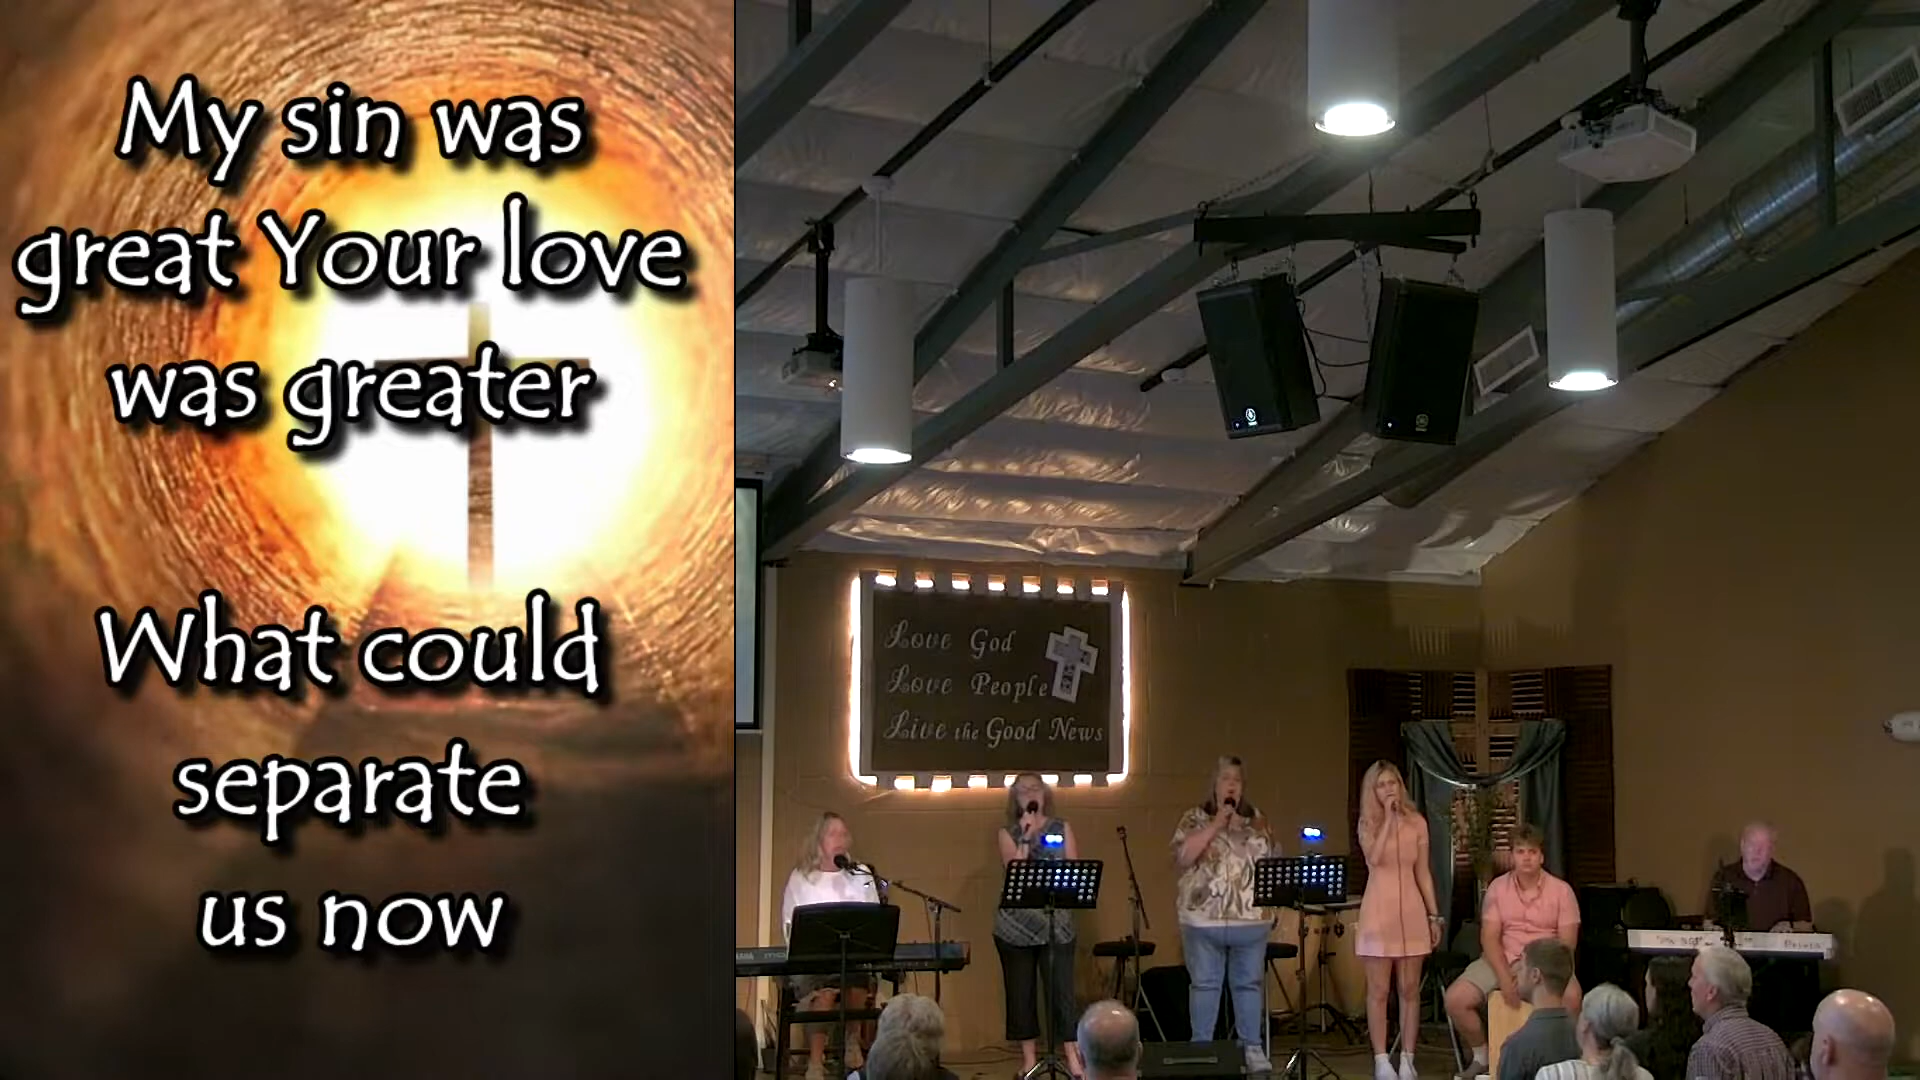 My sin was
great Your love
was greater
What could
separate
us now
Love God
Love People
Live the Good News